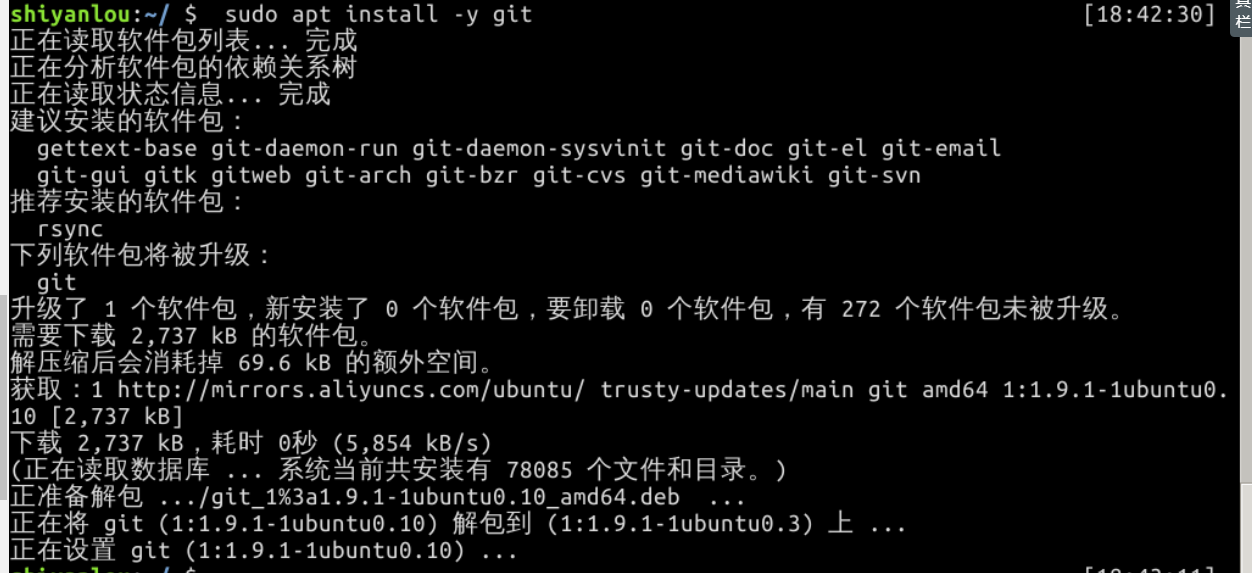 shiyanlou:~/ $  sudo apt install -y git [18:42:30]
正在读取软件包列表... 完成
正在分析软件包的依赖关系树
正在读取状态信息... 完成
建议安装的软件包：
  gettext-base git-daemon-run git-daemon-sysvinit git-doc git-el git-email
  git-gui gitk gitweb git-arch git-bzr git-cvs git-mediawiki git-svn
推荐安装的软件包：
  rsync
下列软件包将被升级：
  git
升级了 1 个软件包，新安装了 0 个软件包，要卸载 0 个软件包，有 272 个软件包未被升级。
需要下载 2,737 kB 的软件包。
解压缩后会消耗掉 69.6 kB 的额外空间。
获取：1 http://mirrors.aliyuncs.com/ubuntu/ trusty-updates/main git amd64 1:1.9.1-1ubuntu0.
10 [2,737 kB]
下载 2,737 kB，耗时 0秒 (5,854 kB/s)
(正在读取数据库 ... 系统当前共安装有 78085 个文件和目录。)
正准备解包 .../git_1%3a1.9.1-1ubuntu0.10_amd64.deb  ...
正在将 git (1:1.9.1-1ubuntu0.10) 解包到 (1:1.9.1-1ubuntu0.3) 上 ...
正在设置 git (1:1.9.1-1ubuntu0.10) ...
shiyanlou:~/ $ [18:43:11]
栏